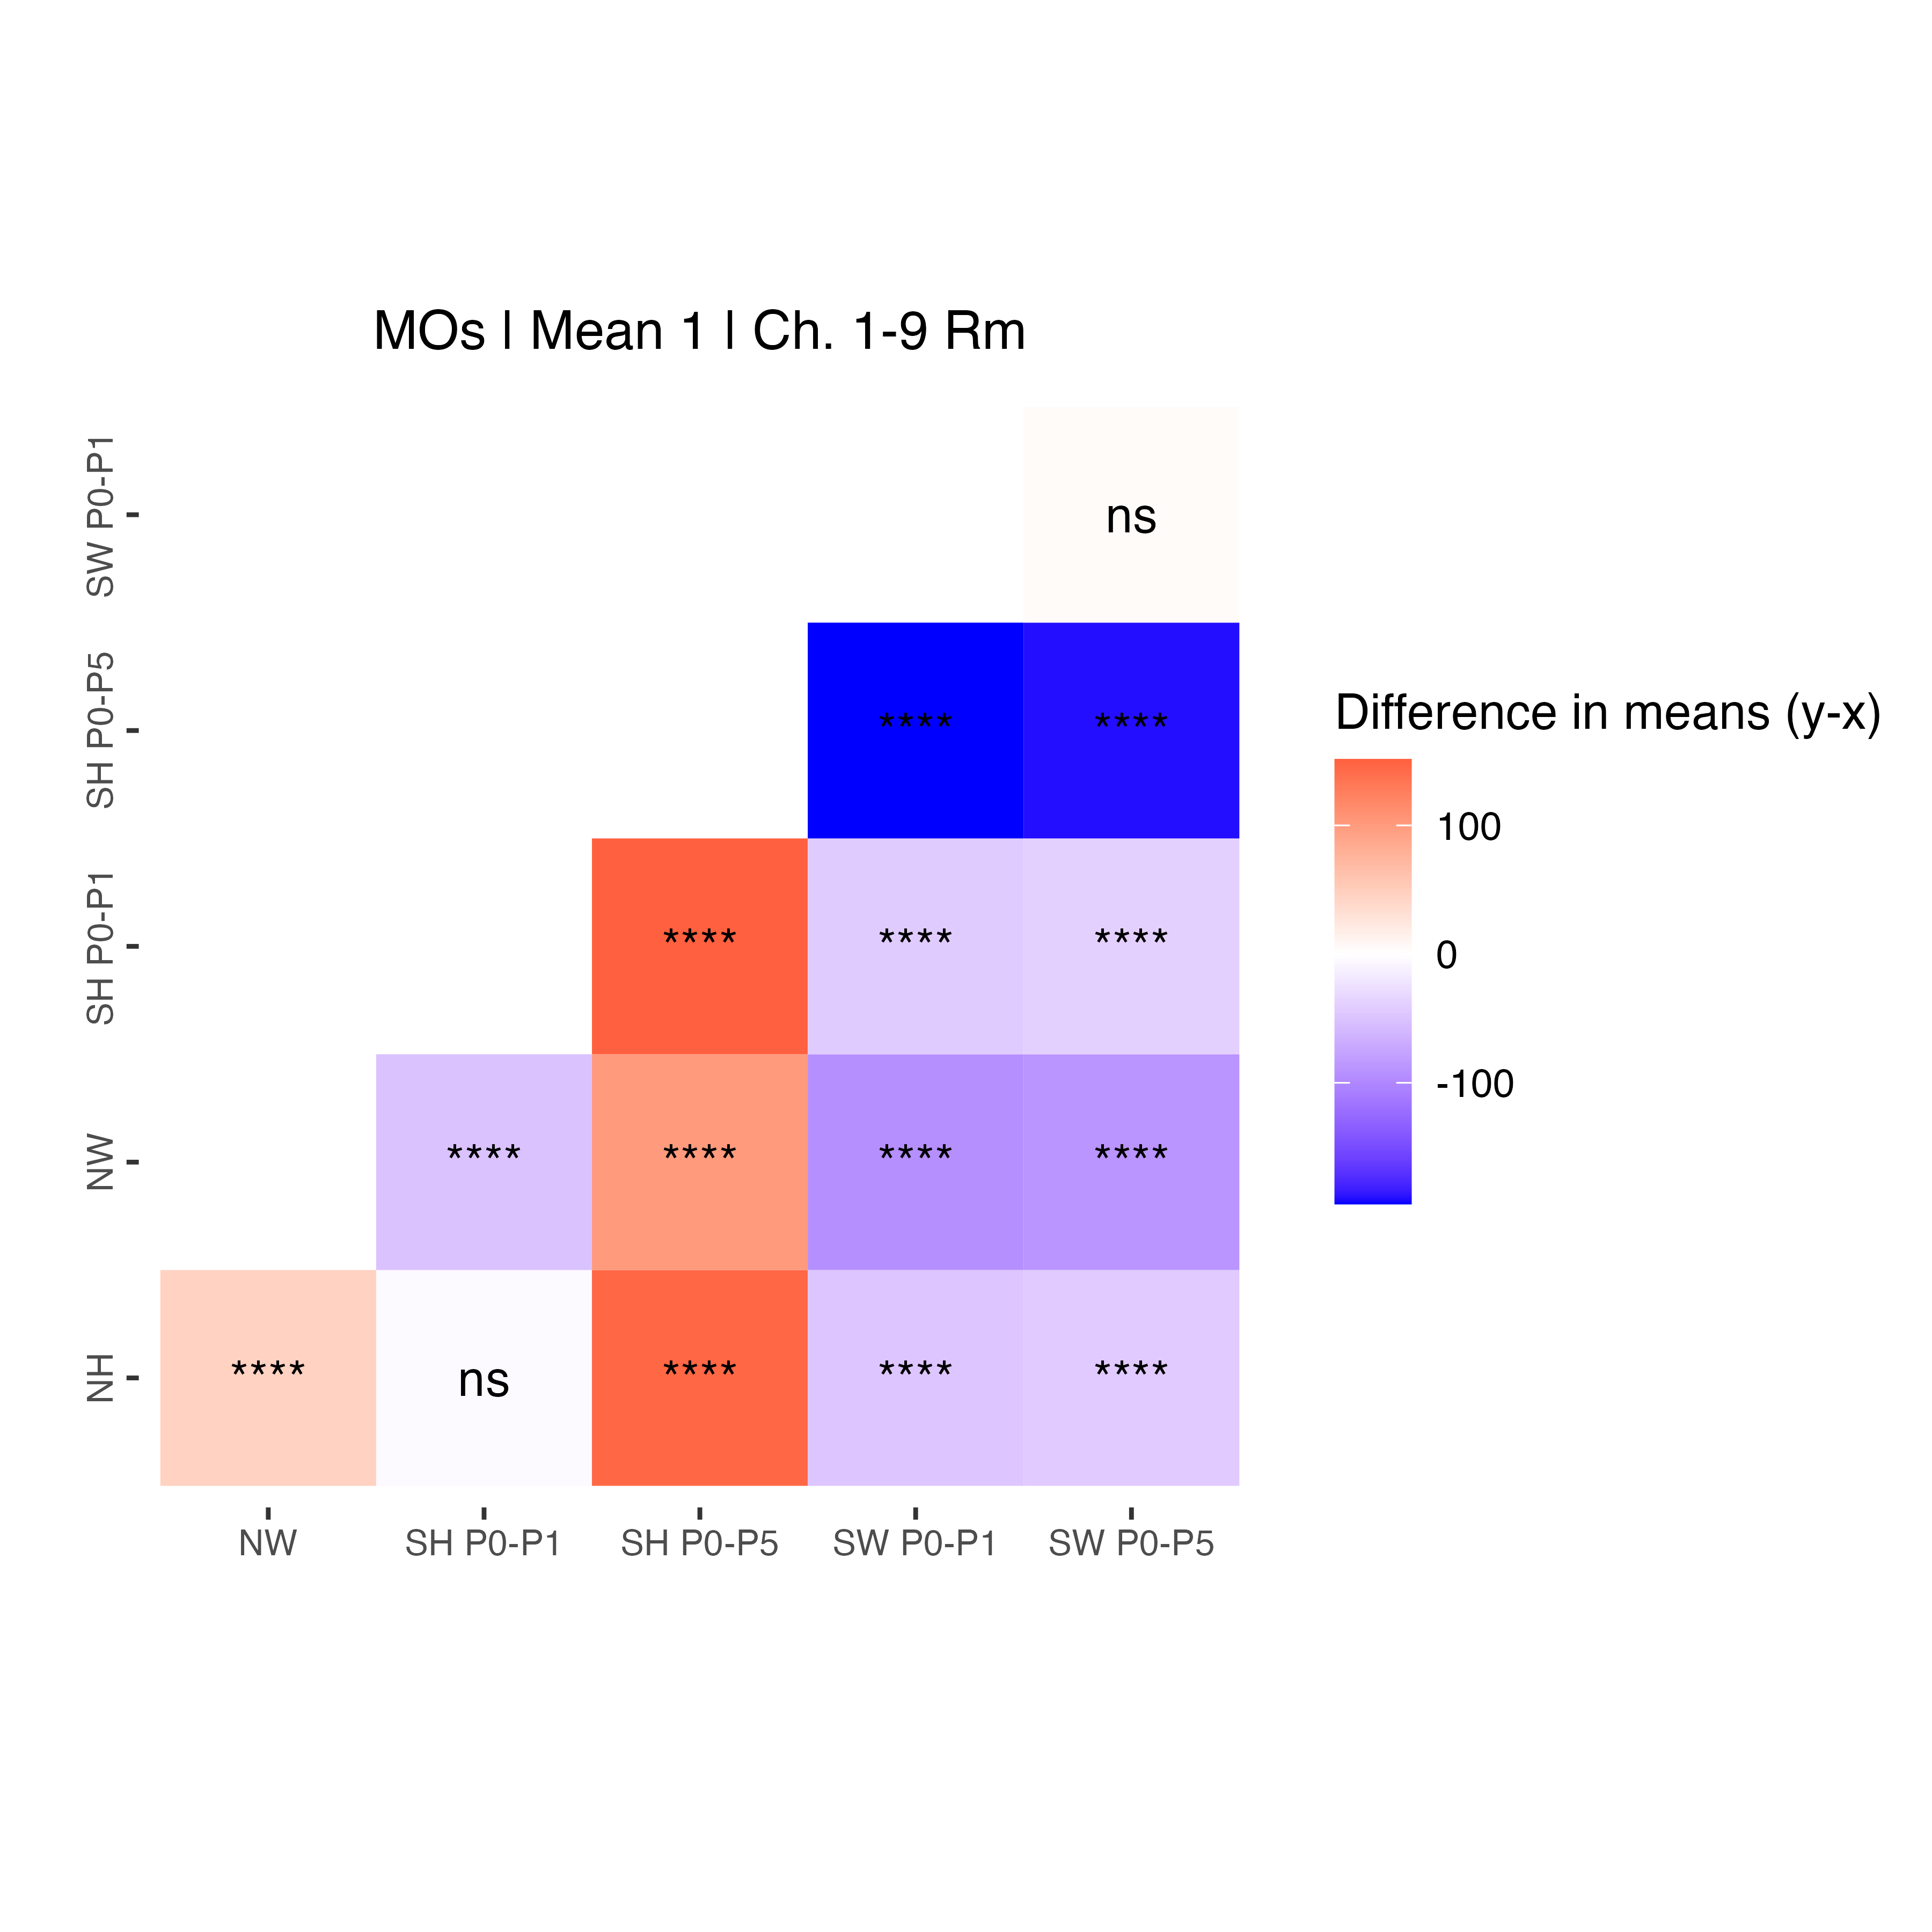 MOs | Mean 1 | Ch. 1-9 Rm
SW P0-P1
ns
SH P0-P5
**** ****
SH P0-P1
**** **** ****
NW
**** **** **** ****
NH
**** ns **** **** ****
NW SH P0-P1 SH P0-P5 SW P0-P1 SW P0-P5
Difference in means (y-x)
100
0
-100